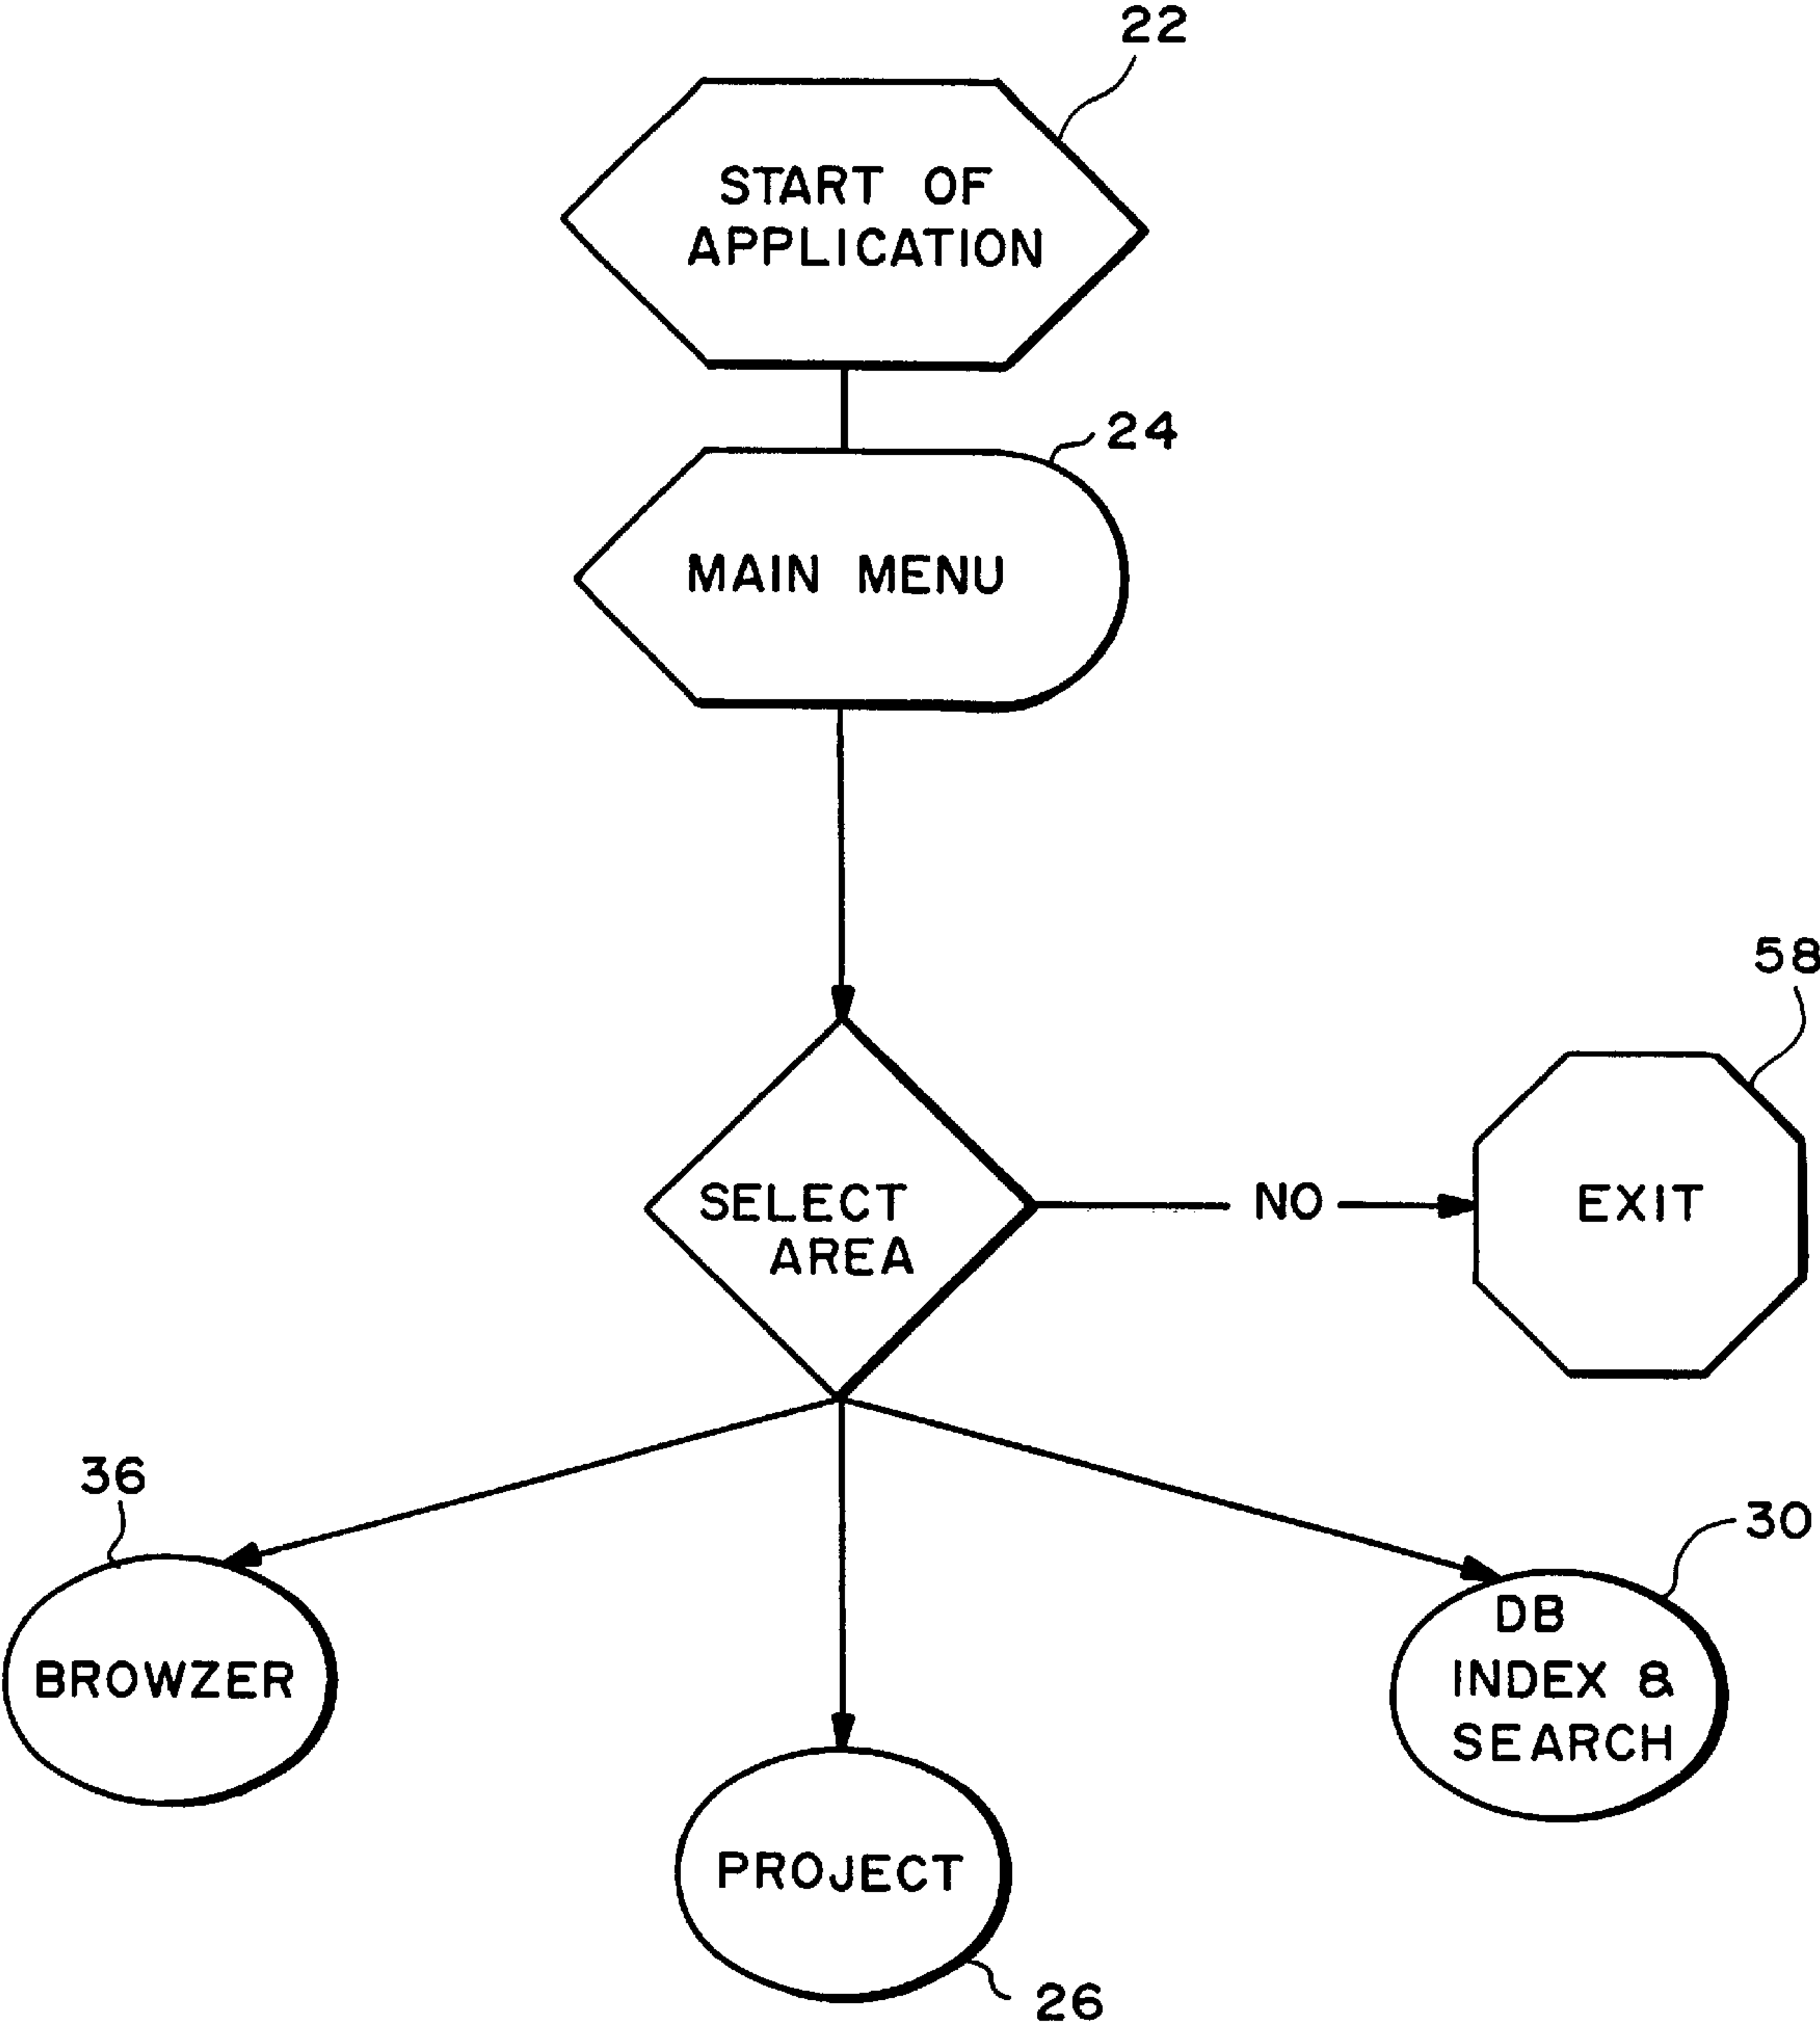 22
START OF
APPLICATION
24
MAIN MENU
58
SELECT
AREA
NO
EXIT
36
30
BROWZER
DB
INDEX &
SEARCH
PROJECT
26